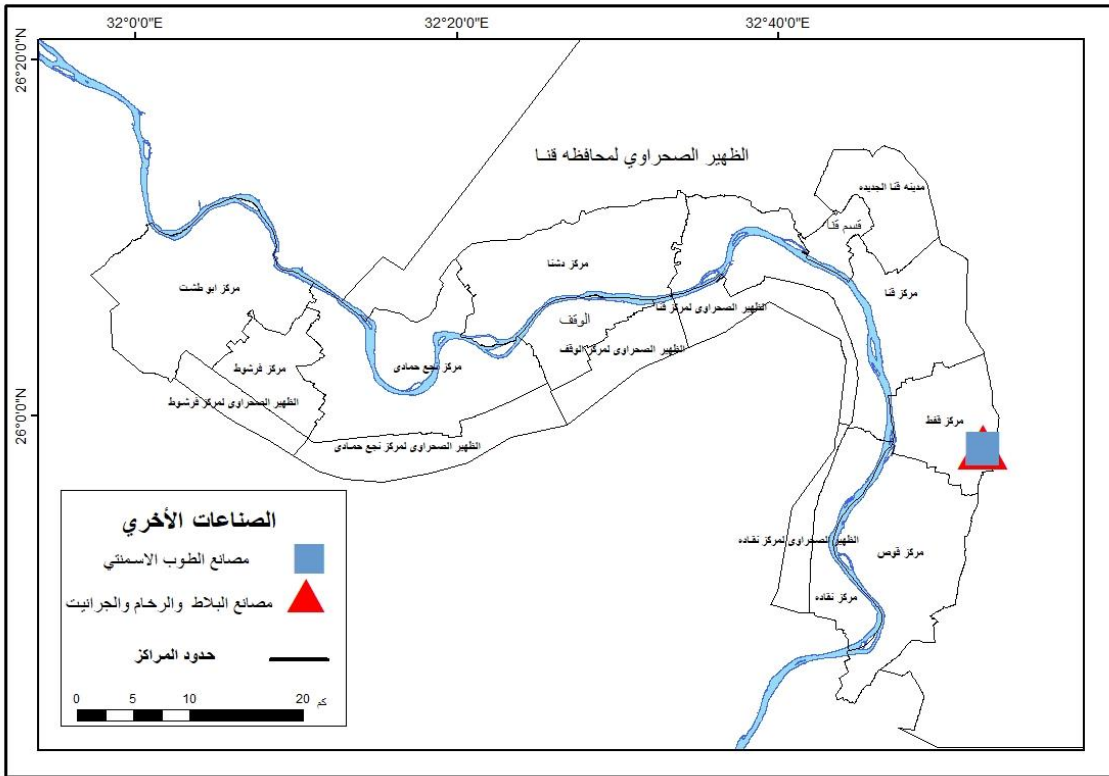 32°0'0"E
32°20'0"E
32°40'0"E
26°20'0"N
26°0'0"N
الظهير الصحراوي لمحافظه قنا
مدينه قنا الجديده
قسم قنا
مركز قنا
مركز دشنا
مركز ابو طشت
الظهير الصحراوى لمركز قنا
الوقف
الظهير الصحراوى لمركز الوقف
مركز نجع حمادى
مركز فرشوط
الظهير الصحراوى لمركز فرشوط
الظهير الصحراوى لمركز نجع حمادى
مركز قفط
الظهير الصحراوى لمركز نقاده
مركز قوص
مركز نقاده
الصناعات الأخري
مصانع الطوب الاسمنتي
مصانع البلاط والرخام والجرانيت
حدود المراكز
0 5 10 20 كم